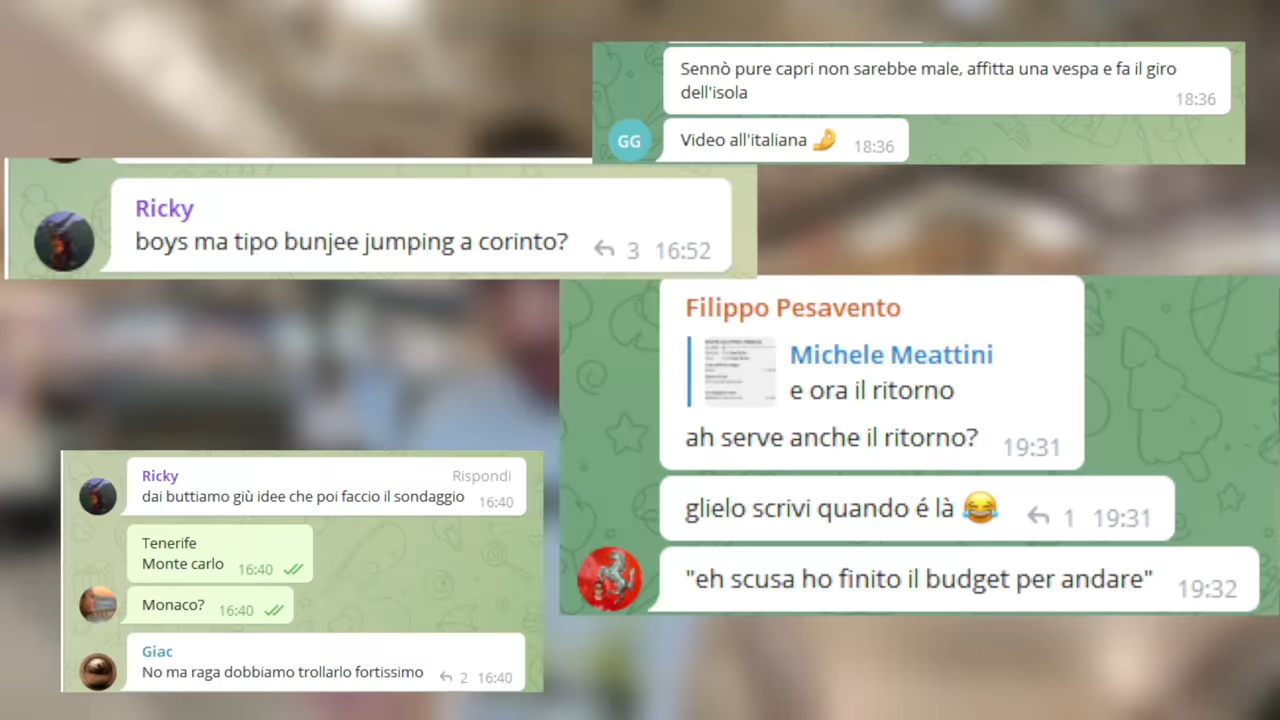 Sennò pure capri non sarebbe male, affitta una vespa e fa il giro
dell'isola
18:36
GG
Video all'italiana 🤌 18:36
Ricky
boys ma tipo bunjee jumping a corinto? 3 16:52
Filippo Pesavento
Michele Meattini
e ora il ritorno
ah serve anche il ritorno? 19:31
glielo scrivi quando é là 😂 1 19:31
"eh scusa ho finito il budget per andare" 19:32
Ricky Rispondi
dai buttiamo giù idee che poi faccio il sondaggio 16:40
Tenerife
Monte carlo 16:40
Monaco? 16:40
Giac
No ma raga dobbiamo trollarlo fortissimo 2 16:40